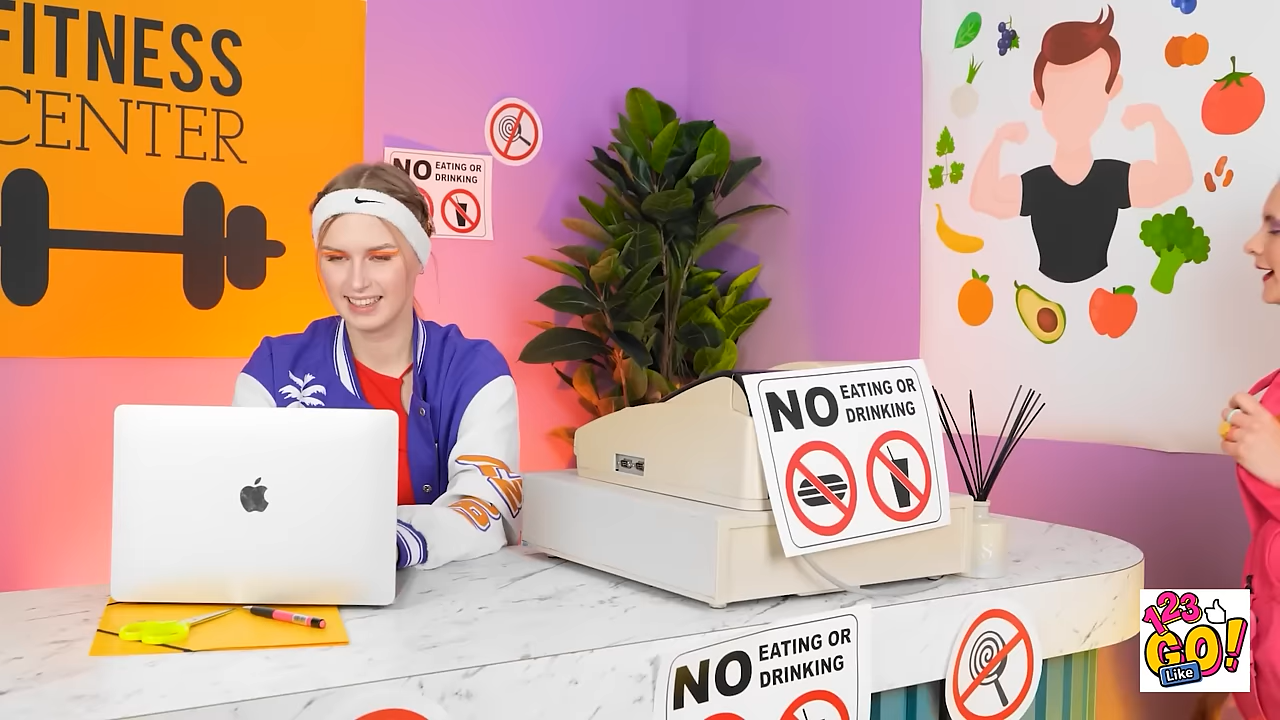 FITNESS
CENTER
NO EATING OR
DRINKING
NO EATING OR
DRINKING
NO EATING OR
DRINKING
123
GO!
Like